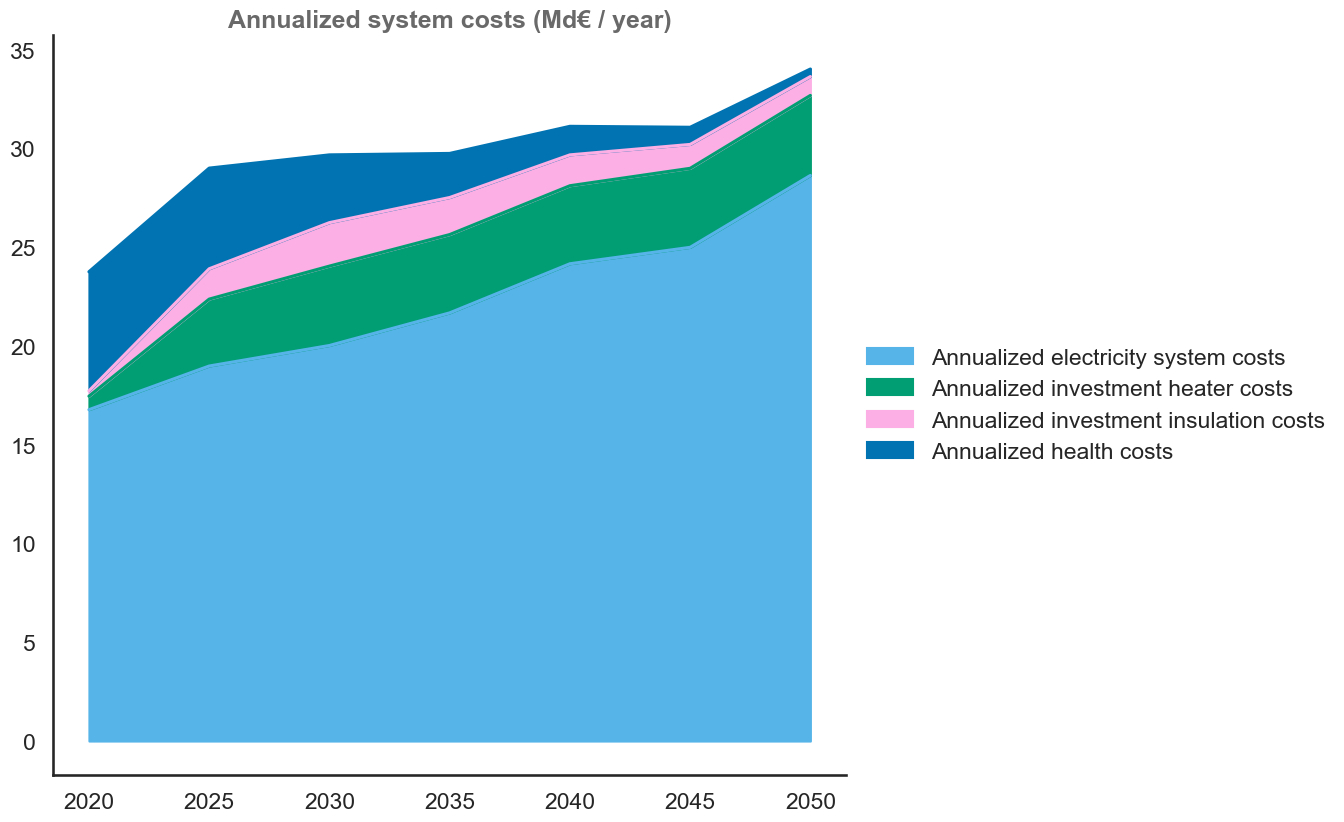 Annualized system costs (Md€ / year)
35
30
25
20
15
10
5
0
2020 2025 2030 2035 2040 2045 2050
Annualized electricity system costs
Annualized investment heater costs
Annualized investment insulation costs
Annualized health costs